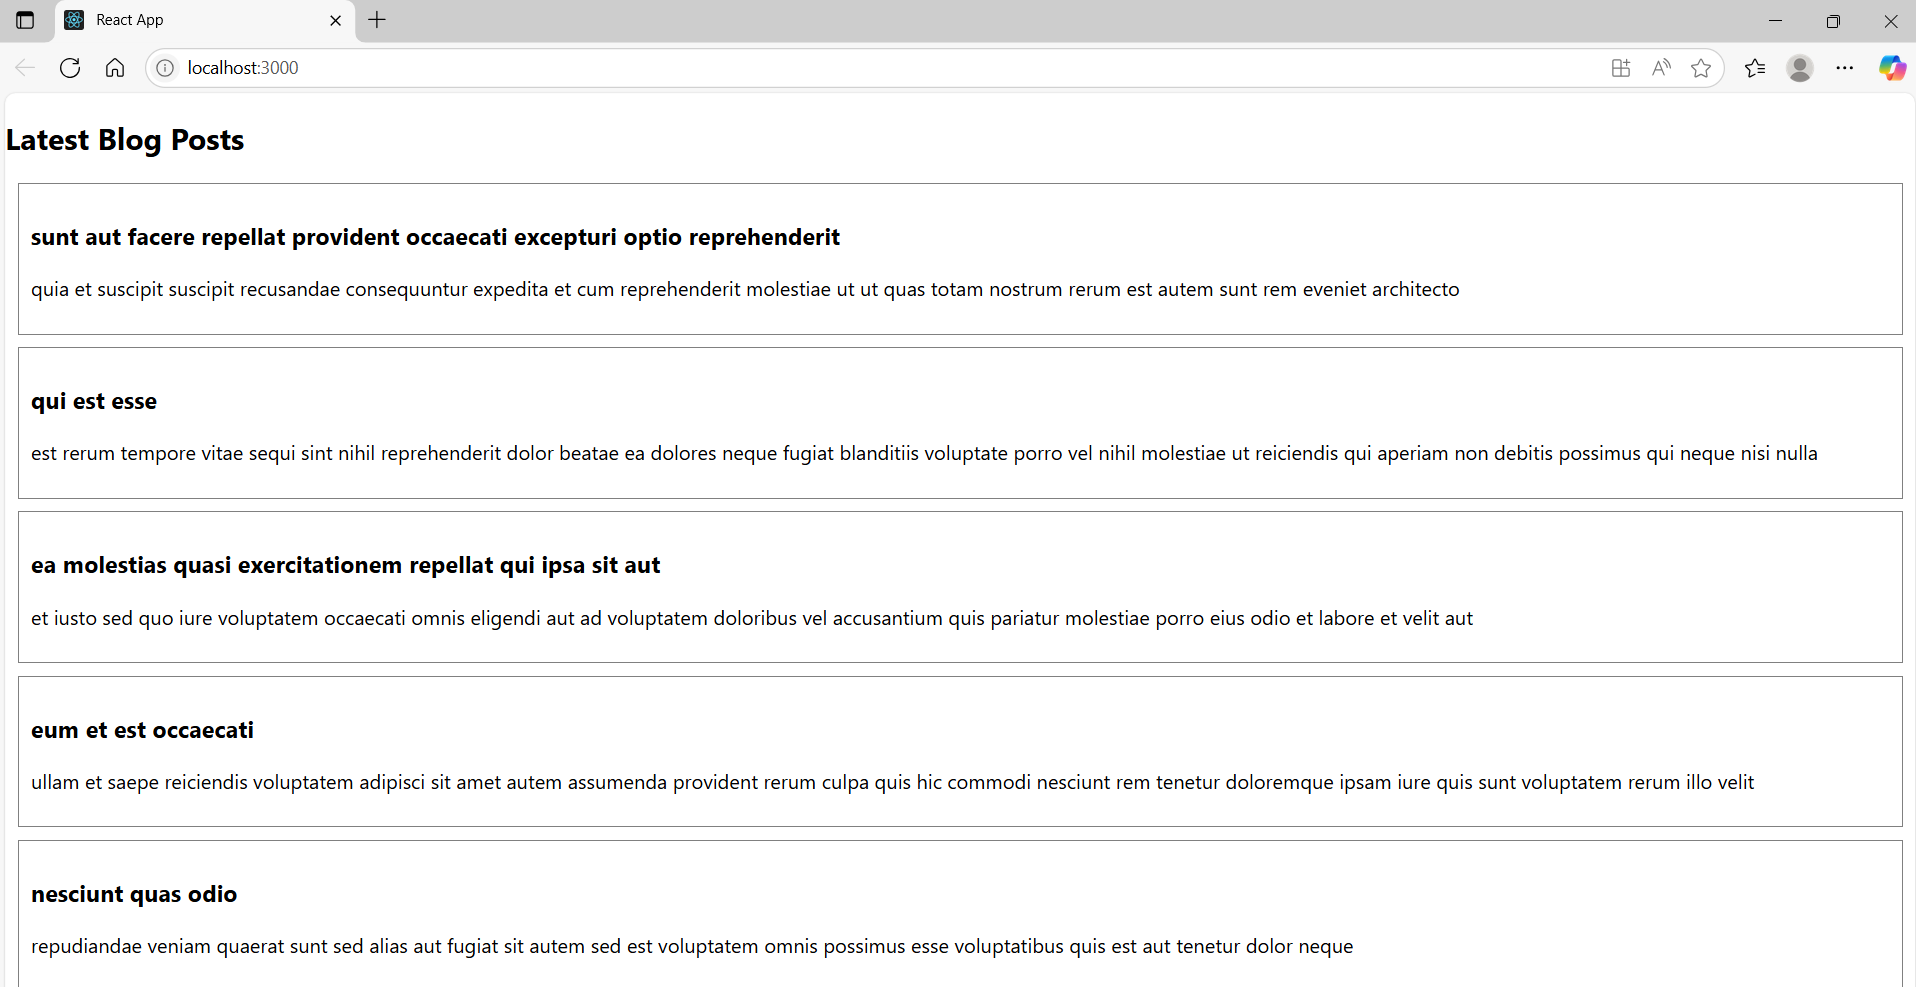 React App
localhost:3000
Latest Blog Posts
sunt aut facere repellat provident occaecati excepturi optio reprehenderit
quia et suscipit suscipit recusandae consequuntur expedita et cum reprehenderit molestiae ut ut quas totam nostrum rerum est autem sunt rem eveniet architecto
qui est esse
est rerum tempore vitae sequi sint nihil reprehenderit dolor beatae ea dolores neque fugiat blanditiis voluptate porro vel nihil molestiae ut reiciendis qui aperiam non debitis possimus qui neque nisi nulla
ea molestias quasi exercitationem repellat qui ipsa sit aut
et iusto sed quo iure voluptatem occaecati omnis eligendi aut ad voluptatem doloribus vel accusantium quis pariatur molestiae porro eius odio et labore et velit aut
eum et est occaecati
ullam et saepe reiciendis voluptatem adipisci sit amet autem assumenda provident rerum culpa quis hic commodi nesciunt rem tenetur doloremque ipsam iure quis sunt voluptatem rerum illo velit
nesciunt quas odio
repudiandae veniam quaerat sunt sed alias aut fugiat sit autem sed est voluptatem omnis possimus esse voluptatibus quis est aut tenetur dolor neque